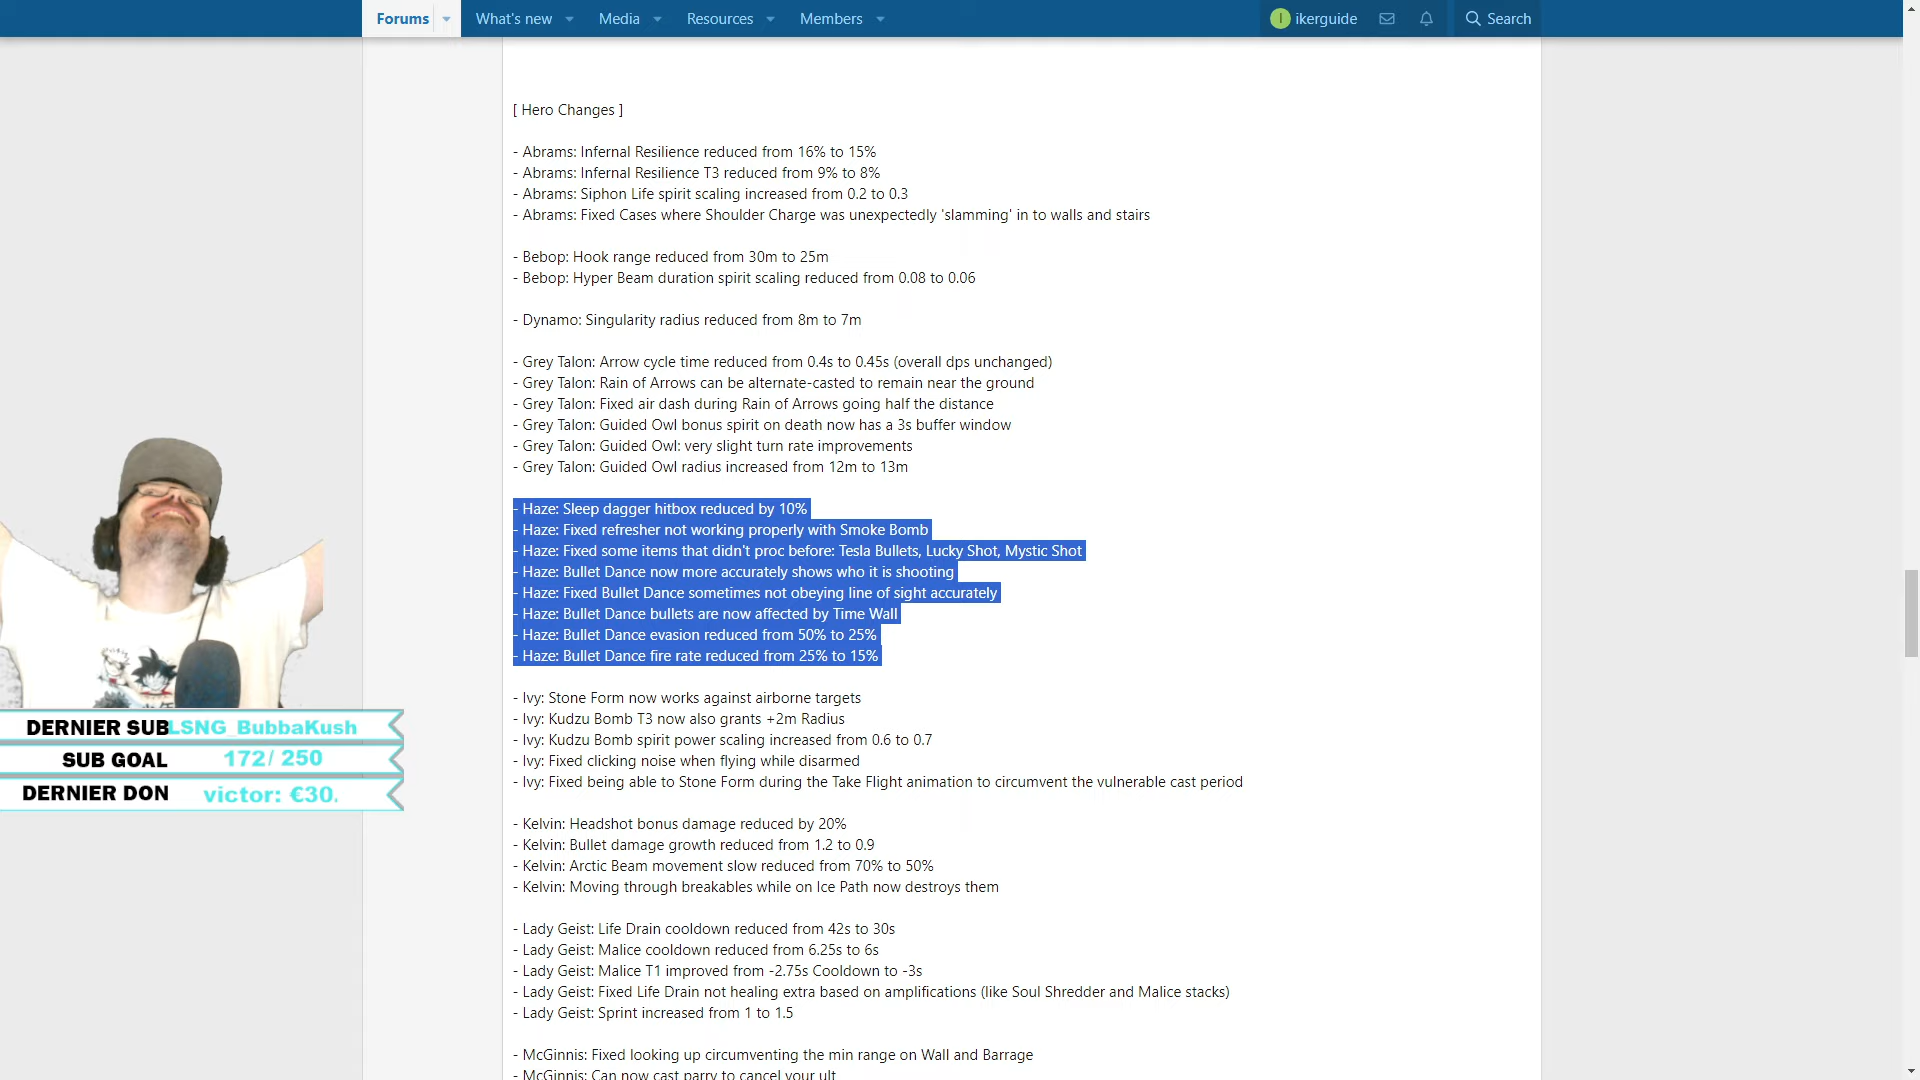 Forums What's new Media Resources Members I ikerguide Search
[ Hero Changes ]
- Abrams: Infernal Resilience reduced from 16% to 15%
- Abrams: Infernal Resilience T3 reduced from 9% to 8%
- Abrams: Siphon Life spirit scaling increased from 0.2 to 0.3
- Abrams: Fixed Cases where Shoulder Charge was unexpectedly 'slamming' in to walls and stairs
- Bebop: Hook range reduced from 30m to 25m
- Bebop: Hyper Beam duration spirit scaling reduced from 0.08 to 0.06
- Dynamo: Singularity radius reduced from 8m to 7m
- Grey Talon: Arrow cycle time reduced from 0.4s to 0.45s (overall dps unchanged)
- Grey Talon: Rain of Arrows can be alternate-casted to remain near the ground
- Grey Talon: Fixed air dash during Rain of Arrows going half the distance
- Grey Talon: Guided Owl bonus spirit on death now has a 3s buffer window
- Grey Talon: Guided Owl: very slight turn rate improvements
- Grey Talon: Guided Owl radius increased from 12m to 13m
- Haze: Sleep dagger hitbox reduced by 10%
- Haze: Fixed refresher not working properly with Smoke Bomb
- Haze: Fixed some items that didn't proc before: Tesla Bullets, Lucky Shot, Mystic Shot
- Haze: Bullet Dance now more accurately shows who it is shooting
- Haze: Fixed Bullet Dance sometimes not obeying line of sight accurately
- Haze: Bullet Dance bullets are now affected by Time Wall
- Haze: Bullet Dance evasion reduced from 50% to 25%
- Haze: Bullet Dance fire rate reduced from 25% to 15%
- Ivy: Stone Form now works against airborne targets
- Ivy: Kudzu Bomb T3 now also grants +2m Radius
- Ivy: Kudzu Bomb spirit power scaling increased from 0.6 to 0.7
- Ivy: Fixed clicking noise when flying while disarmed
- Ivy: Fixed being able to Stone Form during the Take Flight animation to circumvent the vulnerable cast period
- Kelvin: Headshot bonus damage reduced by 20%
- Kelvin: Bullet damage growth reduced from 1.2 to 0.9
- Kelvin: Arctic Beam movement slow reduced from 70% to 50%
- Kelvin: Moving through breakables while on Ice Path now destroys them
- Lady Geist: Life Drain cooldown reduced from 42s to 30s
- Lady Geist: Malice cooldown reduced from 6.25s to 6s
- Lady Geist: Malice T1 improved from -2.75s Cooldown to -3s
- Lady Geist: Fixed Life Drain not healing extra based on amplifications (like Soul Shredder and Malice stacks)
- Lady Geist: Sprint increased from 1 to 1.5
- McGinnis: Fixed looking up circumventing the min range on Wall and Barrage
- McGinnis: Can now cast parry to cancel your ult
DERNIER SUB LSNG_BubbaKush
SUB GOAL 172/ 250
DERNIER DON victor: €30.